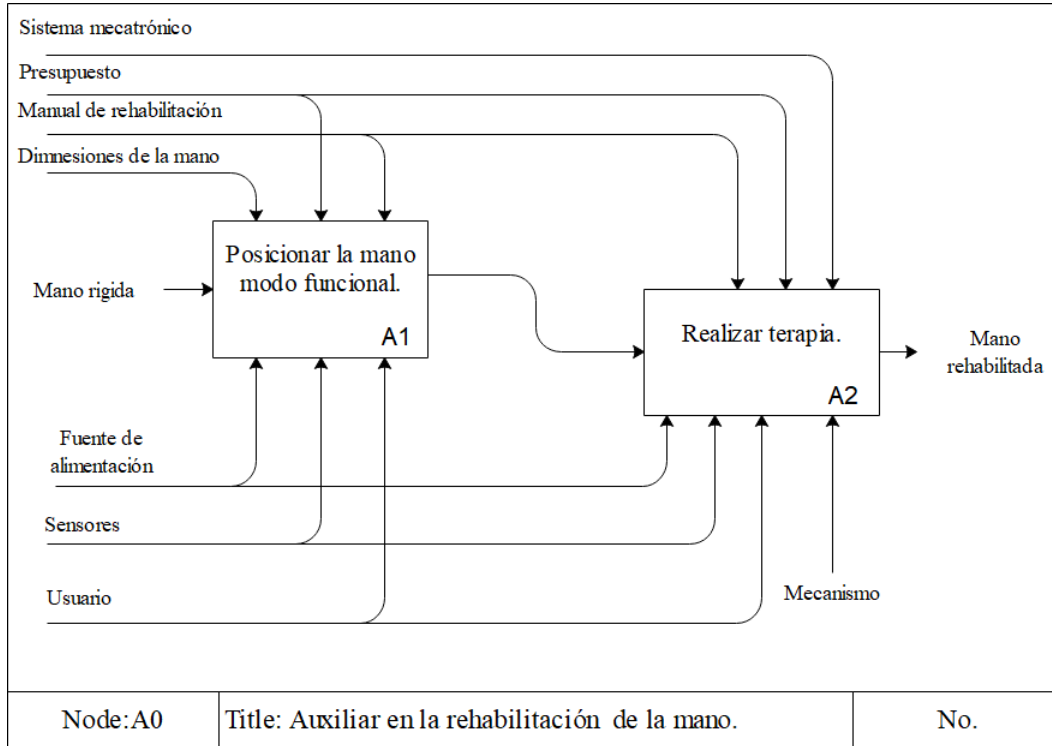 Sistema mecatrónico
Presupuesto
Manual de rehabilitación
Dimnesiones de la mano
Posicionar la mano
modo funcional.
A1
Mano rigida
Realizar terapia.
A2
Mano
rehabilitada
Fuente de
alimentación
Sensores
Usuario
Mecanismo
Node:A0
Title: Auxiliar en la rehabilitación de la mano.
No.